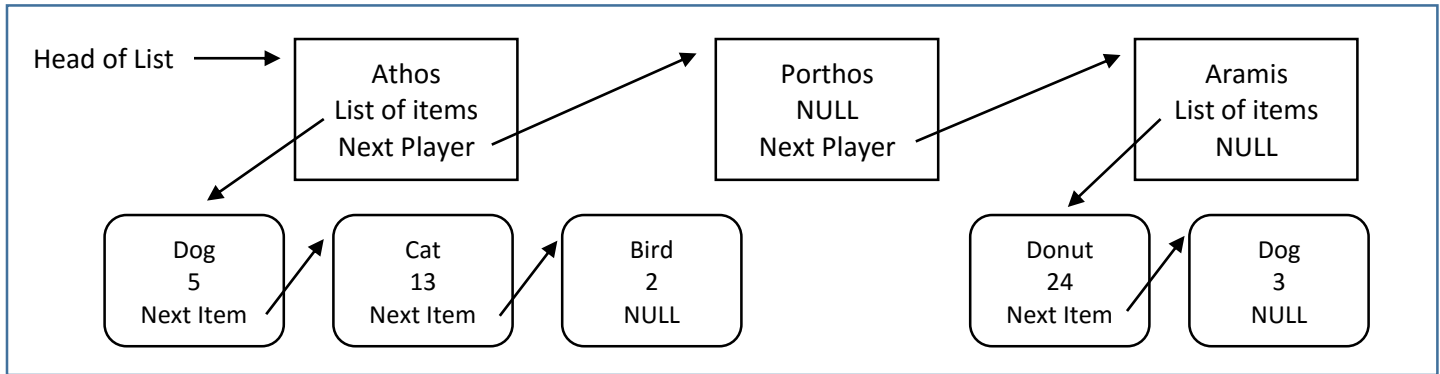 Head of List
Athos
List of items
Next Player
Porthos
NULL
Next Player
Aramis
List of items
NULL
Dog
5
Next Item
Cat
13
Next Item
Bird
2
NULL
Donut
24
Next Item
Dog
3
NULL